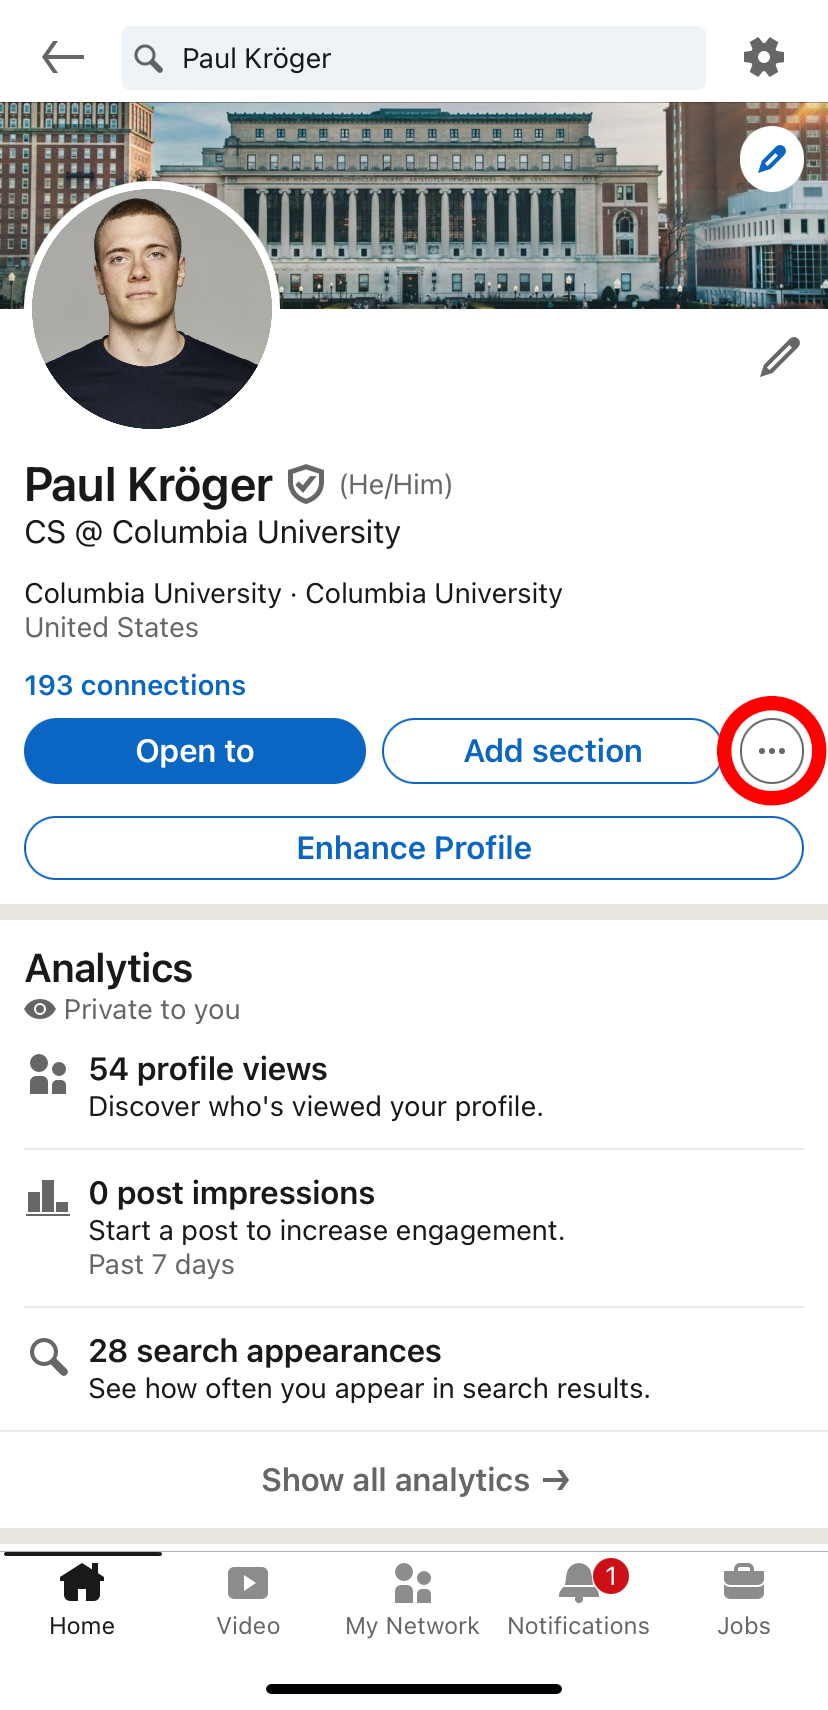 Paul Kröger
Paul Kröger (He/Him)
CS @ Columbia University
Columbia University · Columbia University
United States
193 connections
Open to
Add section
Enhance Profile
Analytics
Private to you
54 profile views
Discover who's viewed your profile.
0 post impressions
Start a post to increase engagement.
Past 7 days
28 search appearances
See how often you appear in search results.
Show all analytics →
1
Home
Video
My Network
Notifications
Jobs